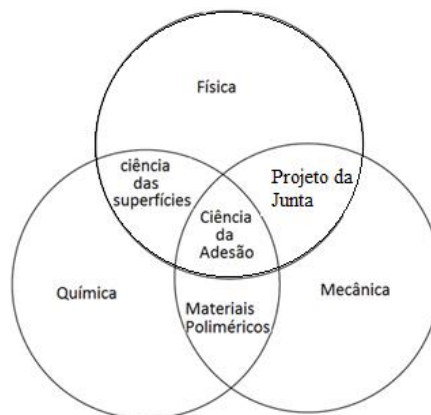 Física
ciência
das
superfícies
Projeto da
Junta
Ciência
da
Adesão
Química
Mecânica
Materiais
Poliméricos